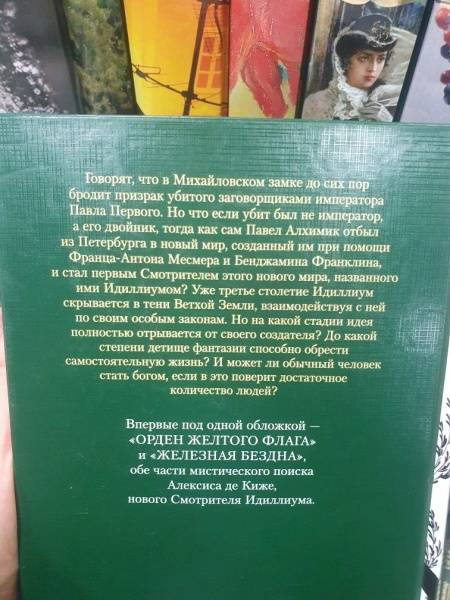 Говорят, что в Михайловском замке до сих пор
бродит призрак убитого заговорщиками императора
Павла Первого. Но что если убит был не император,
а его двойник, тогда как сам Павел Алхимик отбыл
из Петербурга в новый мир, созданный им при помощи
Франца-Антона Месмера и Бенджамина Франклина,
и стал первым Смотрителем этого нового мира, названного
ими Идиллиумом? Уже третье столетие Идиллиум
скрывается в тени Ветхой Земли, взаимодействуя с ней
по своим особым законам. Но на какой стадии идея
полностью отрывается от своего создателя? До какой
степени детище фантазии способно обрести
самостоятельную жизнь? И может ли обычный человек
стать богом, если в это поверит достаточное
количество людей?
Впервые под одной обложкой —
«ОРДЕН ЖЕЛТОГО ФЛАГА»
и «ЖЕЛЕЗНАЯ БЕЗДНА»,
обе части мистического поиска
Алексиса де Киже,
нового Смотрителя Идиллиума.